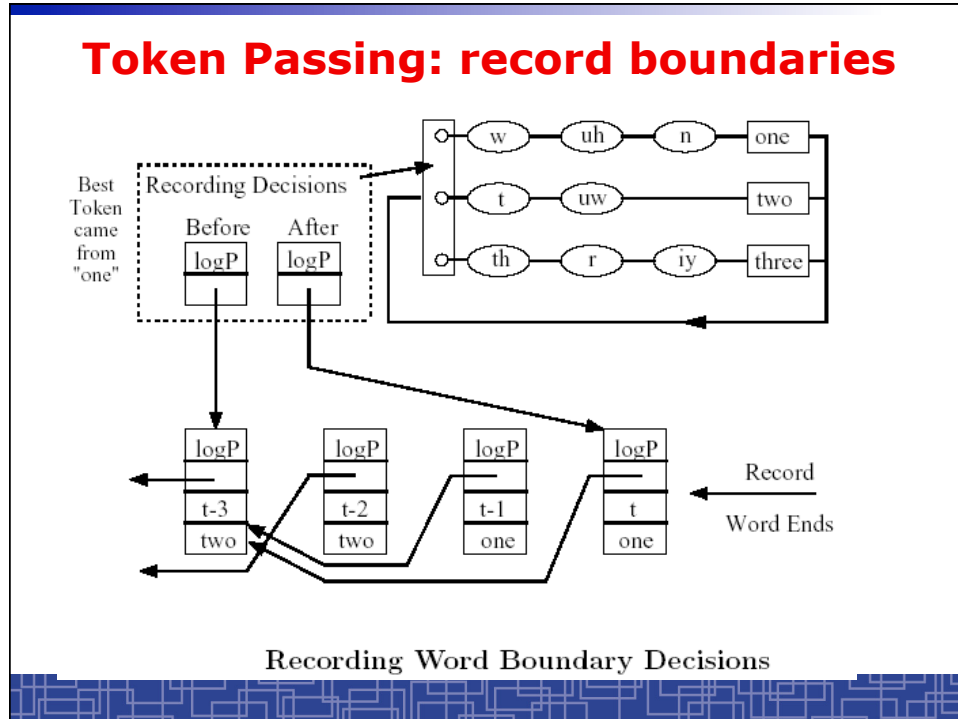 Token Passing: record boundaries
w uh n one
Best Token came from "one"
Recording Decisions
Before After
logP logP
t uw two
th r iy three
logP logP logP logP
t-3 t-2 t-1 t
two two one one
Record
Word Ends
Recording Word Boundary Decisions